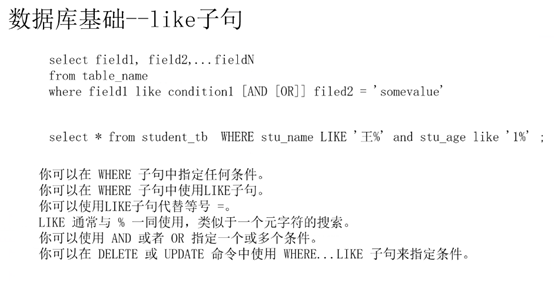 数据库基础--like子句
select field1, field2,...fieldN
from table_name
where field1 like condition1 [AND [OR]] filed2 = 'somevalue'
select * from student_tb WHERE stu_name LIKE '王%' and stu_age like '1%' ;
你可以在 WHERE 子句中指定任何条件。
你可以在 WHERE 子句中使用LIKE子句。
你可以使用LIKE子句代替等号 =。
LIKE 通常与 % 一同使用，类似于一个元字符的搜索。
你可以使用 AND 或者 OR 指定一个或多个条件。
你可以在 DELETE 或 UPDATE 命令中使用 WHERE...LIKE 子句来指定条件。